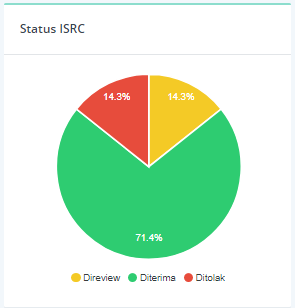 Status ISRC
14.3% 14.3%
71.4%
Direview Diterima Ditolak